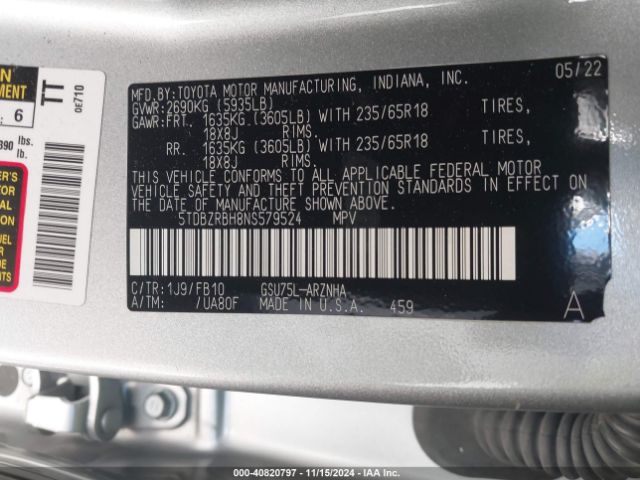 MFD.BY:TOYOTA MOTOR MANUFACTURING, INDIANA, INC. 05/22
GVWR:2690KG (5935LB)
GAWR:FRT. 1635KG (3605LB) WITH 235/65R18 TIRES,
18X8J RIMS.
RR. 1635KG (3605LB) WITH 235/65R18 TIRES,
18X8J RIMS.
THIS VEHICLE CONFORMS TO ALL APPLICABLE FEDERAL MOTOR
VEHICLE SAFETY AND THEFT PREVENTION STANDARDS IN EFFECT ON
THE DATE OF MANUFACTURE SHOWN ABOVE.
5TDBZRBH8NS579524 MPV
C/TR:1J9/FB10 GSU75L-ARZNHA
A/TM: /UA80F MADE IN U.S.A. 459 A
TT
0E710
6
390 lbs.
lb.
000-40820797 - 11/15/2024 - IAA Inc.